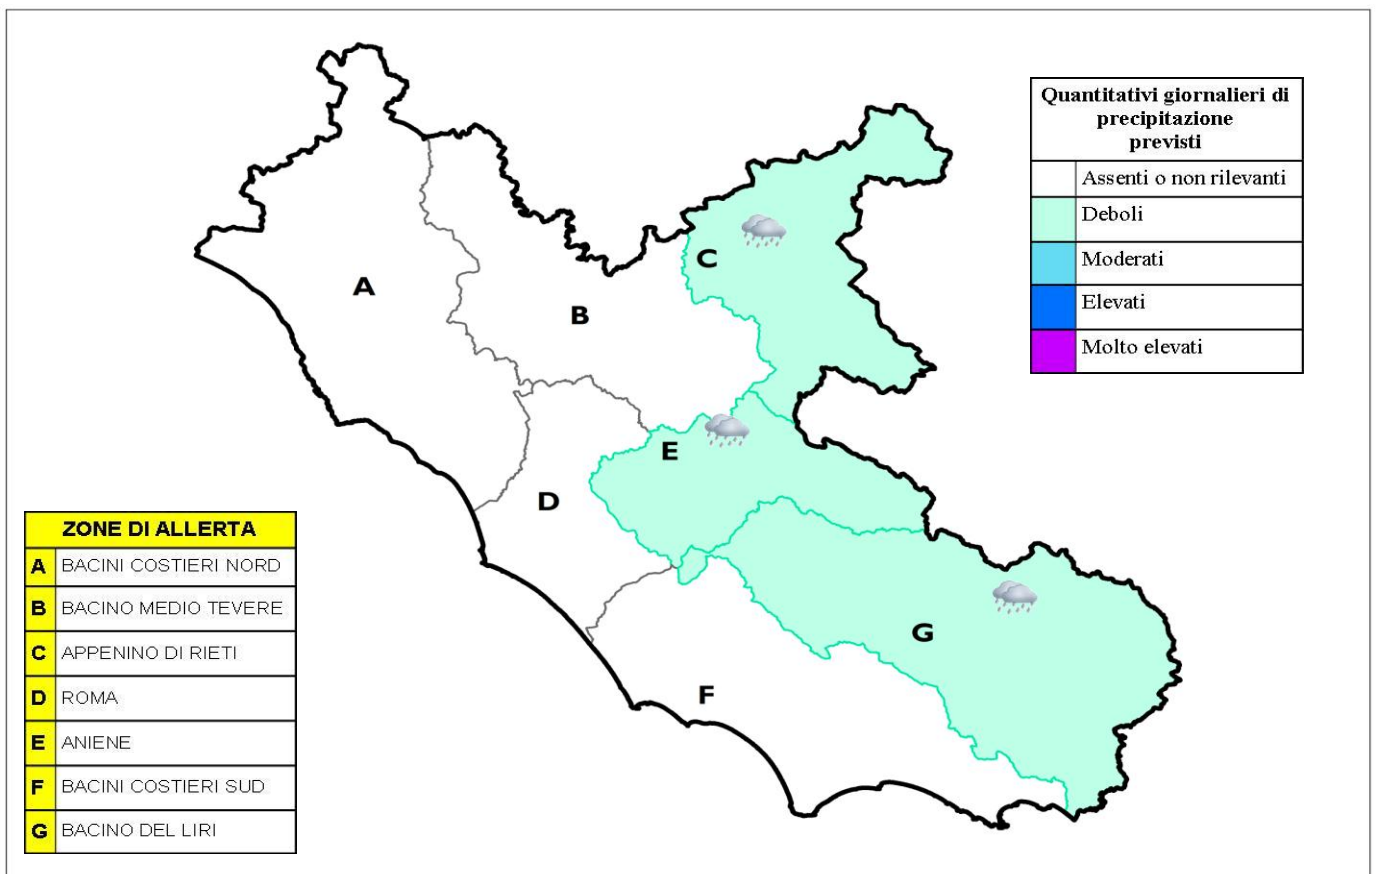 Quantitativi giornalieri di
precipitazione
previsti
Assenti o non rilevanti
Deboli
Moderati
Elevati
Molto elevati
A
B
C
D
E
F
G
ZONE DI ALLERTA
A BACINI COSTIERI NORD
B BACINO MEDIO TEVERE
C APPENINO DI RIETI
D ROMA
E ANIENE
F BACINI COSTIERI SUD
G BACINO DEL LIRI